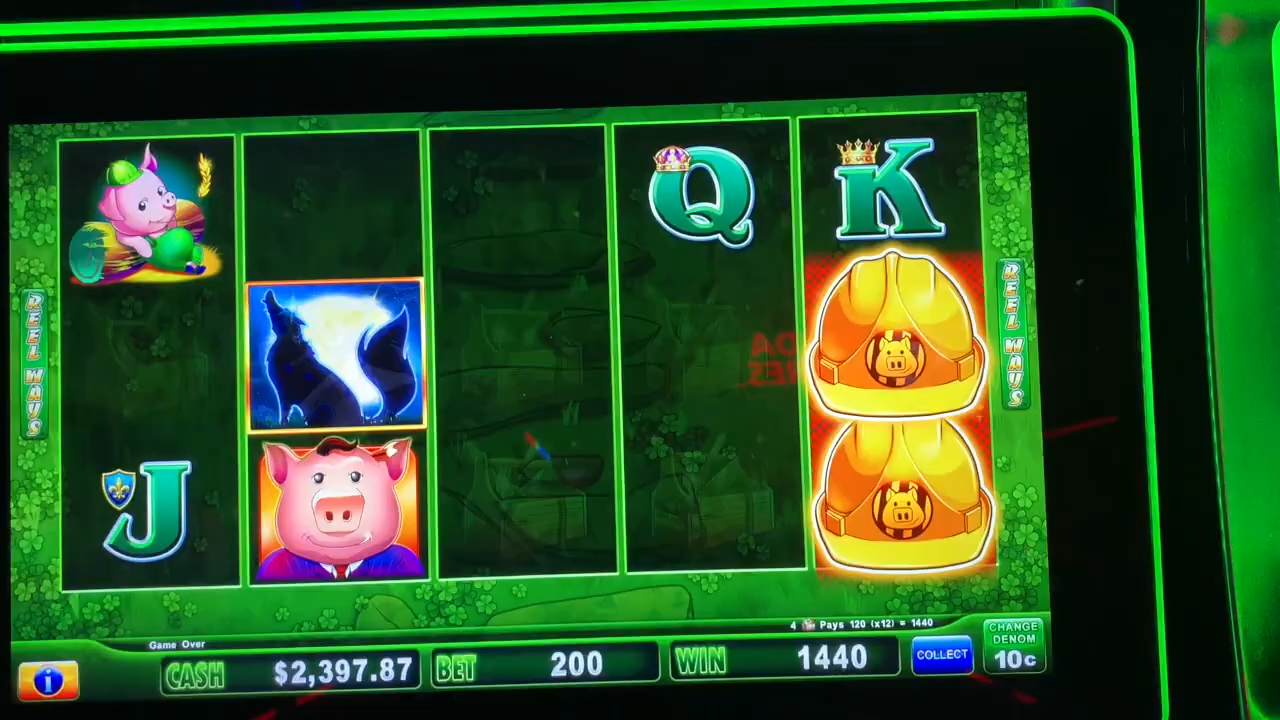 Q
K
REEL WAYS
REEL WAYS
J
4 Pays 120 (x12) = 1440
Game Over
CASH $2,397.87
BET 200
WIN 1440
COLLECT
CHANGE
DENOM
10¢
i